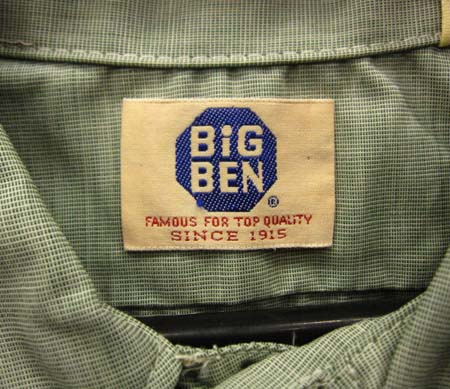 BiG
BEN ®
FAMOUS FOR TOP QUALITY
SINCE 1915